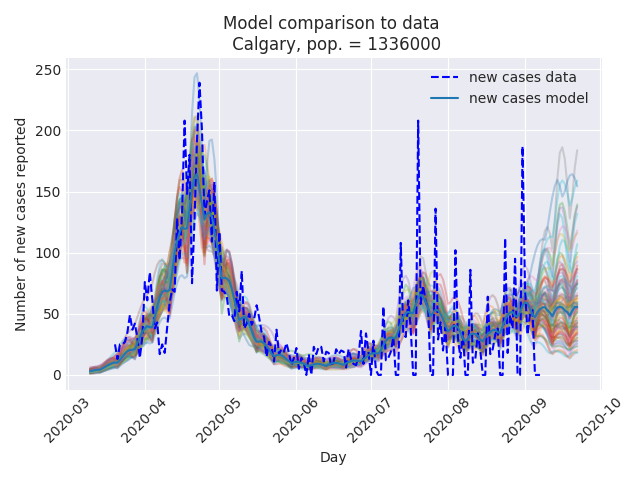 Model comparison to data
Calgary, pop. = 1336000
new cases data
new cases model
Number of new cases reported
250
200
150
100
50
0
2020-03
2020-04
2020-05
2020-06
2020-07
2020-08
2020-09
2020-10
Day